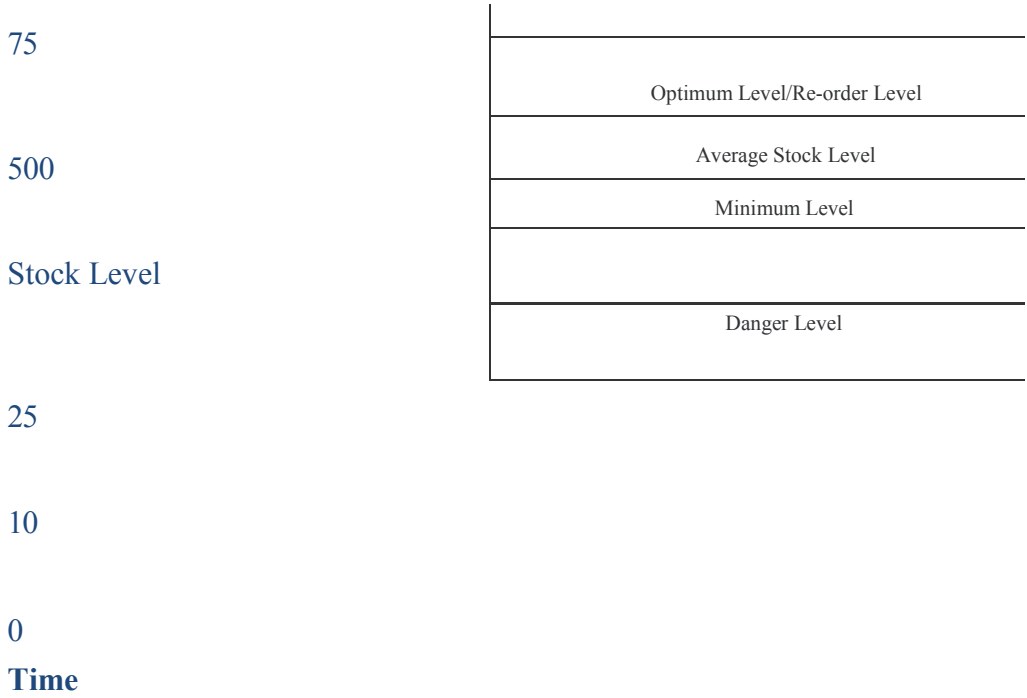 75
Optimum Level/Re-order Level
Average Stock Level
500
Minimum Level
Stock Level
Danger Level
25
10
0
Time